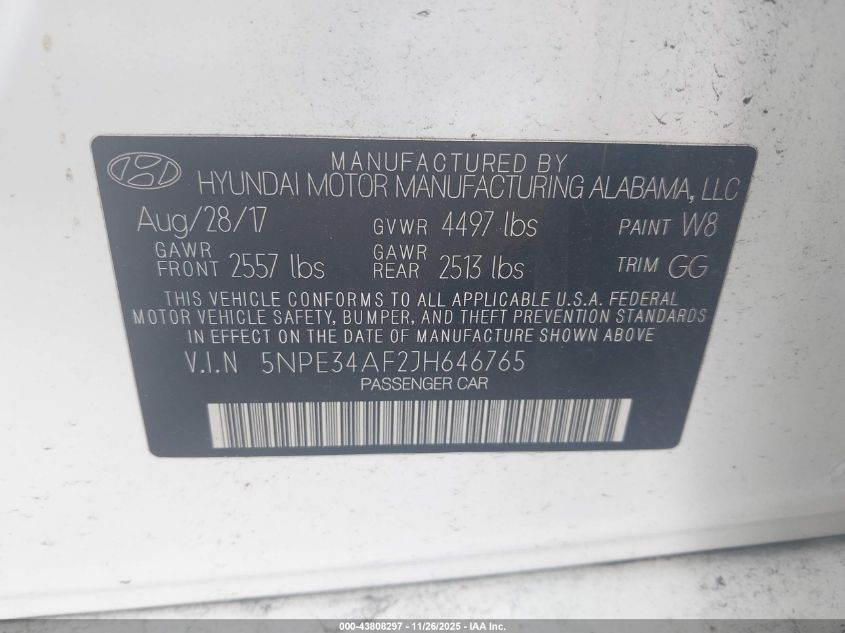 MANUFACTURED BY
HYUNDAI MOTOR MANUFACTURING ALABAMA, LLC
Aug/28/17 GVWR 4497 lbs PAINT W8
GAWR FRONT 2557 lbs GAWR REAR 2513 lbs TRIM GG
THIS VEHICLE CONFORMS TO ALL APPLICABLE U.S.A. FEDERAL
MOTOR VEHICLE SAFETY, BUMPER, AND THEFT PREVENTION STANDARDS
IN EFFECT ON THE DATE OF MANUFACTURE SHOWN ABOVE
V.I.N 5NPE34AF2JH646765
PASSENGER CAR
000-43808297 - 11/26/2025 - IAA Inc.